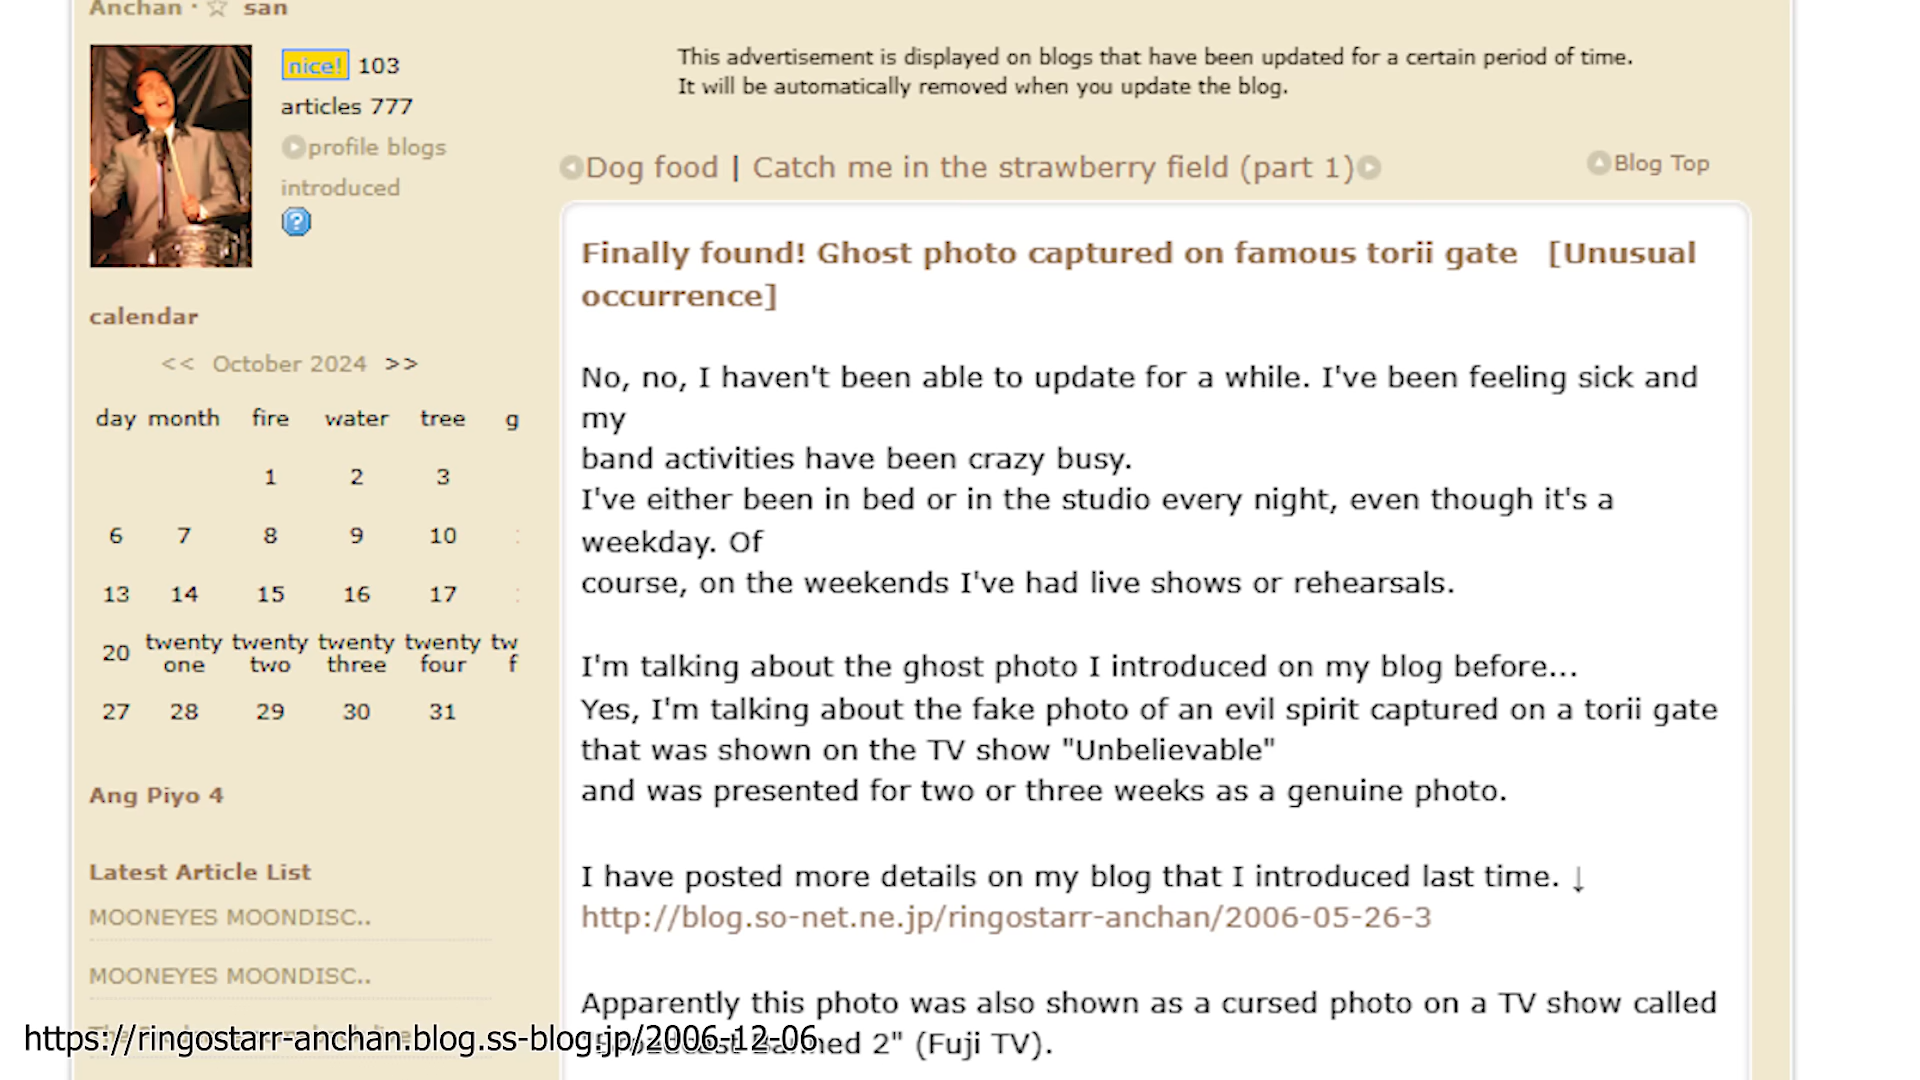 Anchan · ☆ san
nice! 103
articles 777
profile blogs
introduced
calendar
<< October 2024 >>
day month fire water tree g
1 2 3
6 7 8 9 10
13 14 15 16 17
20 twenty one twenty two twenty three twenty four tw f
27 28 29 30 31
Ang Piyo 4
Latest Article List
MOONEYES MOONDISC..
MOONEYES MOONDISC..
This advertisement is displayed on blogs that have been updated for a certain period of time.
It will be automatically removed when you update the blog.
Dog food | Catch me in the strawberry field (part 1)
Blog Top
Finally found! Ghost photo captured on famous torii gate [Unusual
occurrence]
No, no, I haven't been able to update for a while. I've been feeling sick and
my
band activities have been crazy busy.
I've either been in bed or in the studio every night, even though it's a
weekday. Of
course, on the weekends I've had live shows or rehearsals.
I'm talking about the ghost photo I introduced on my blog before...
Yes, I'm talking about the fake photo of an evil spirit captured on a torii gate
that was shown on the TV show "Unbelievable"
and was presented for two or three weeks as a genuine photo.
I have posted more details on my blog that I introduced last time. ↓
http://blog.so-net.ne.jp/ringostarr-anchan/2006-05-26-3
Apparently this photo was also shown as a cursed photo on a TV show called
2" (Fuji TV).
https://ringostarr-anchan.blog.ss-blog.jp/2006-12-06